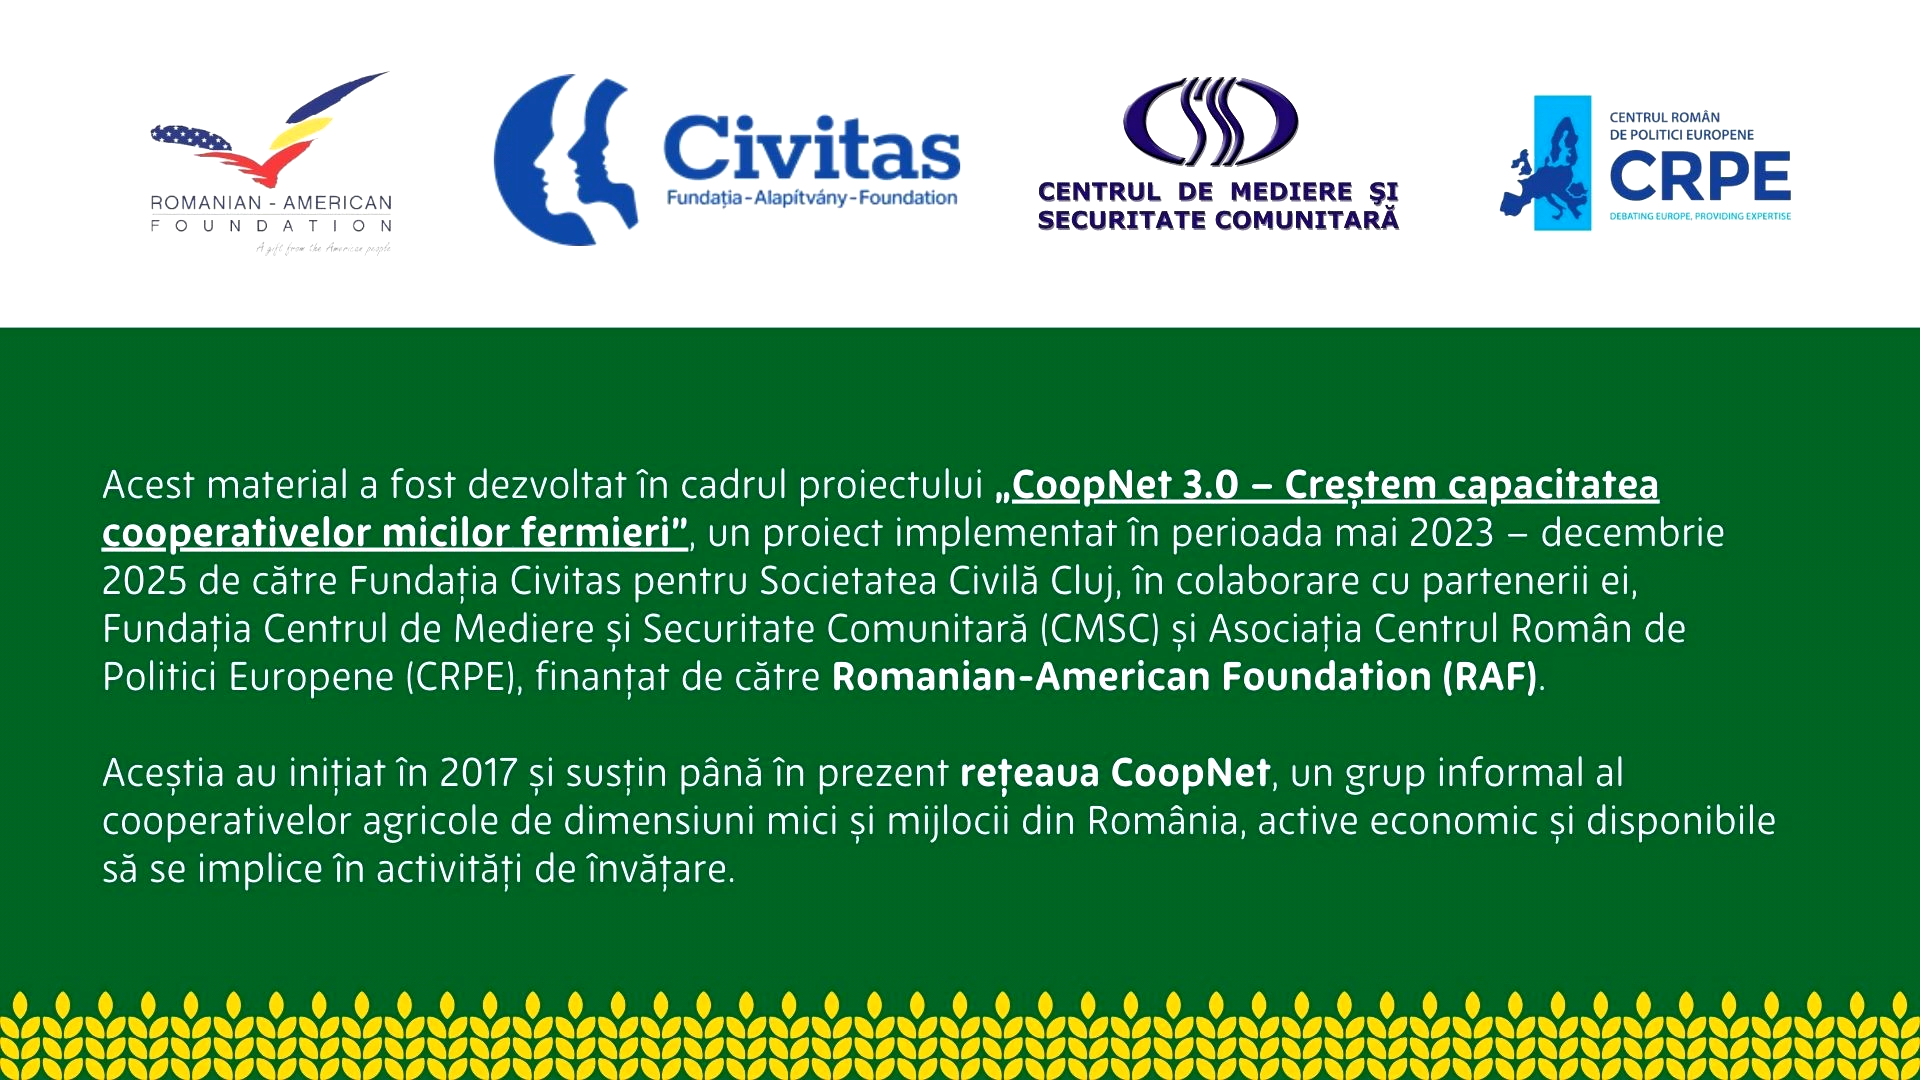 ROMANIAN - AMERICAN
FOUNDATION
A gift from the American people
Civitas
Fundația-Alapítvány-Foundation
CENTRUL DE MEDIERE ŞI
SECURITATE COMUNITARĂ
CENTRUL ROMÂN
DE POLITICI EUROPENE
CRPE
DEBATING EUROPE, PROVIDING EXPERTISE
Acest material a fost dezvoltat în cadrul proiectului „CoopNet 3.0 – Creștem capacitatea
cooperativelor micilor fermieri”, un proiect implementat în perioada mai 2023 – decembrie
2025 de către Fundația Civitas pentru Societatea Civilă Cluj, în colaborare cu partenerii ei,
Fundația Centrul de Mediere și Securitate Comunitară (CMSC) și Asociația Centrul Român de
Politici Europene (CRPE), finanțat de către Romanian-American Foundation (RAF).
Aceștia au inițiat în 2017 și susțin până în prezent rețeaua CoopNet, un grup informal al
cooperativelor agricole de dimensiuni mici și mijlocii din România, active economic și disponibile
să se implice în activități de învățare.